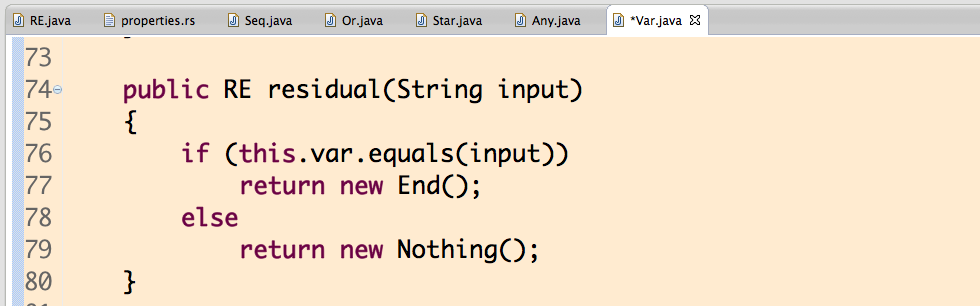 RE.java properties.rs Seq.java Or.java Star.java Any.java *Var.java
73
74 public RE residual(String input)
75 {
76 if (this.var.equals(input))
77 return new End();
78 else
79 return new Nothing();
80 }